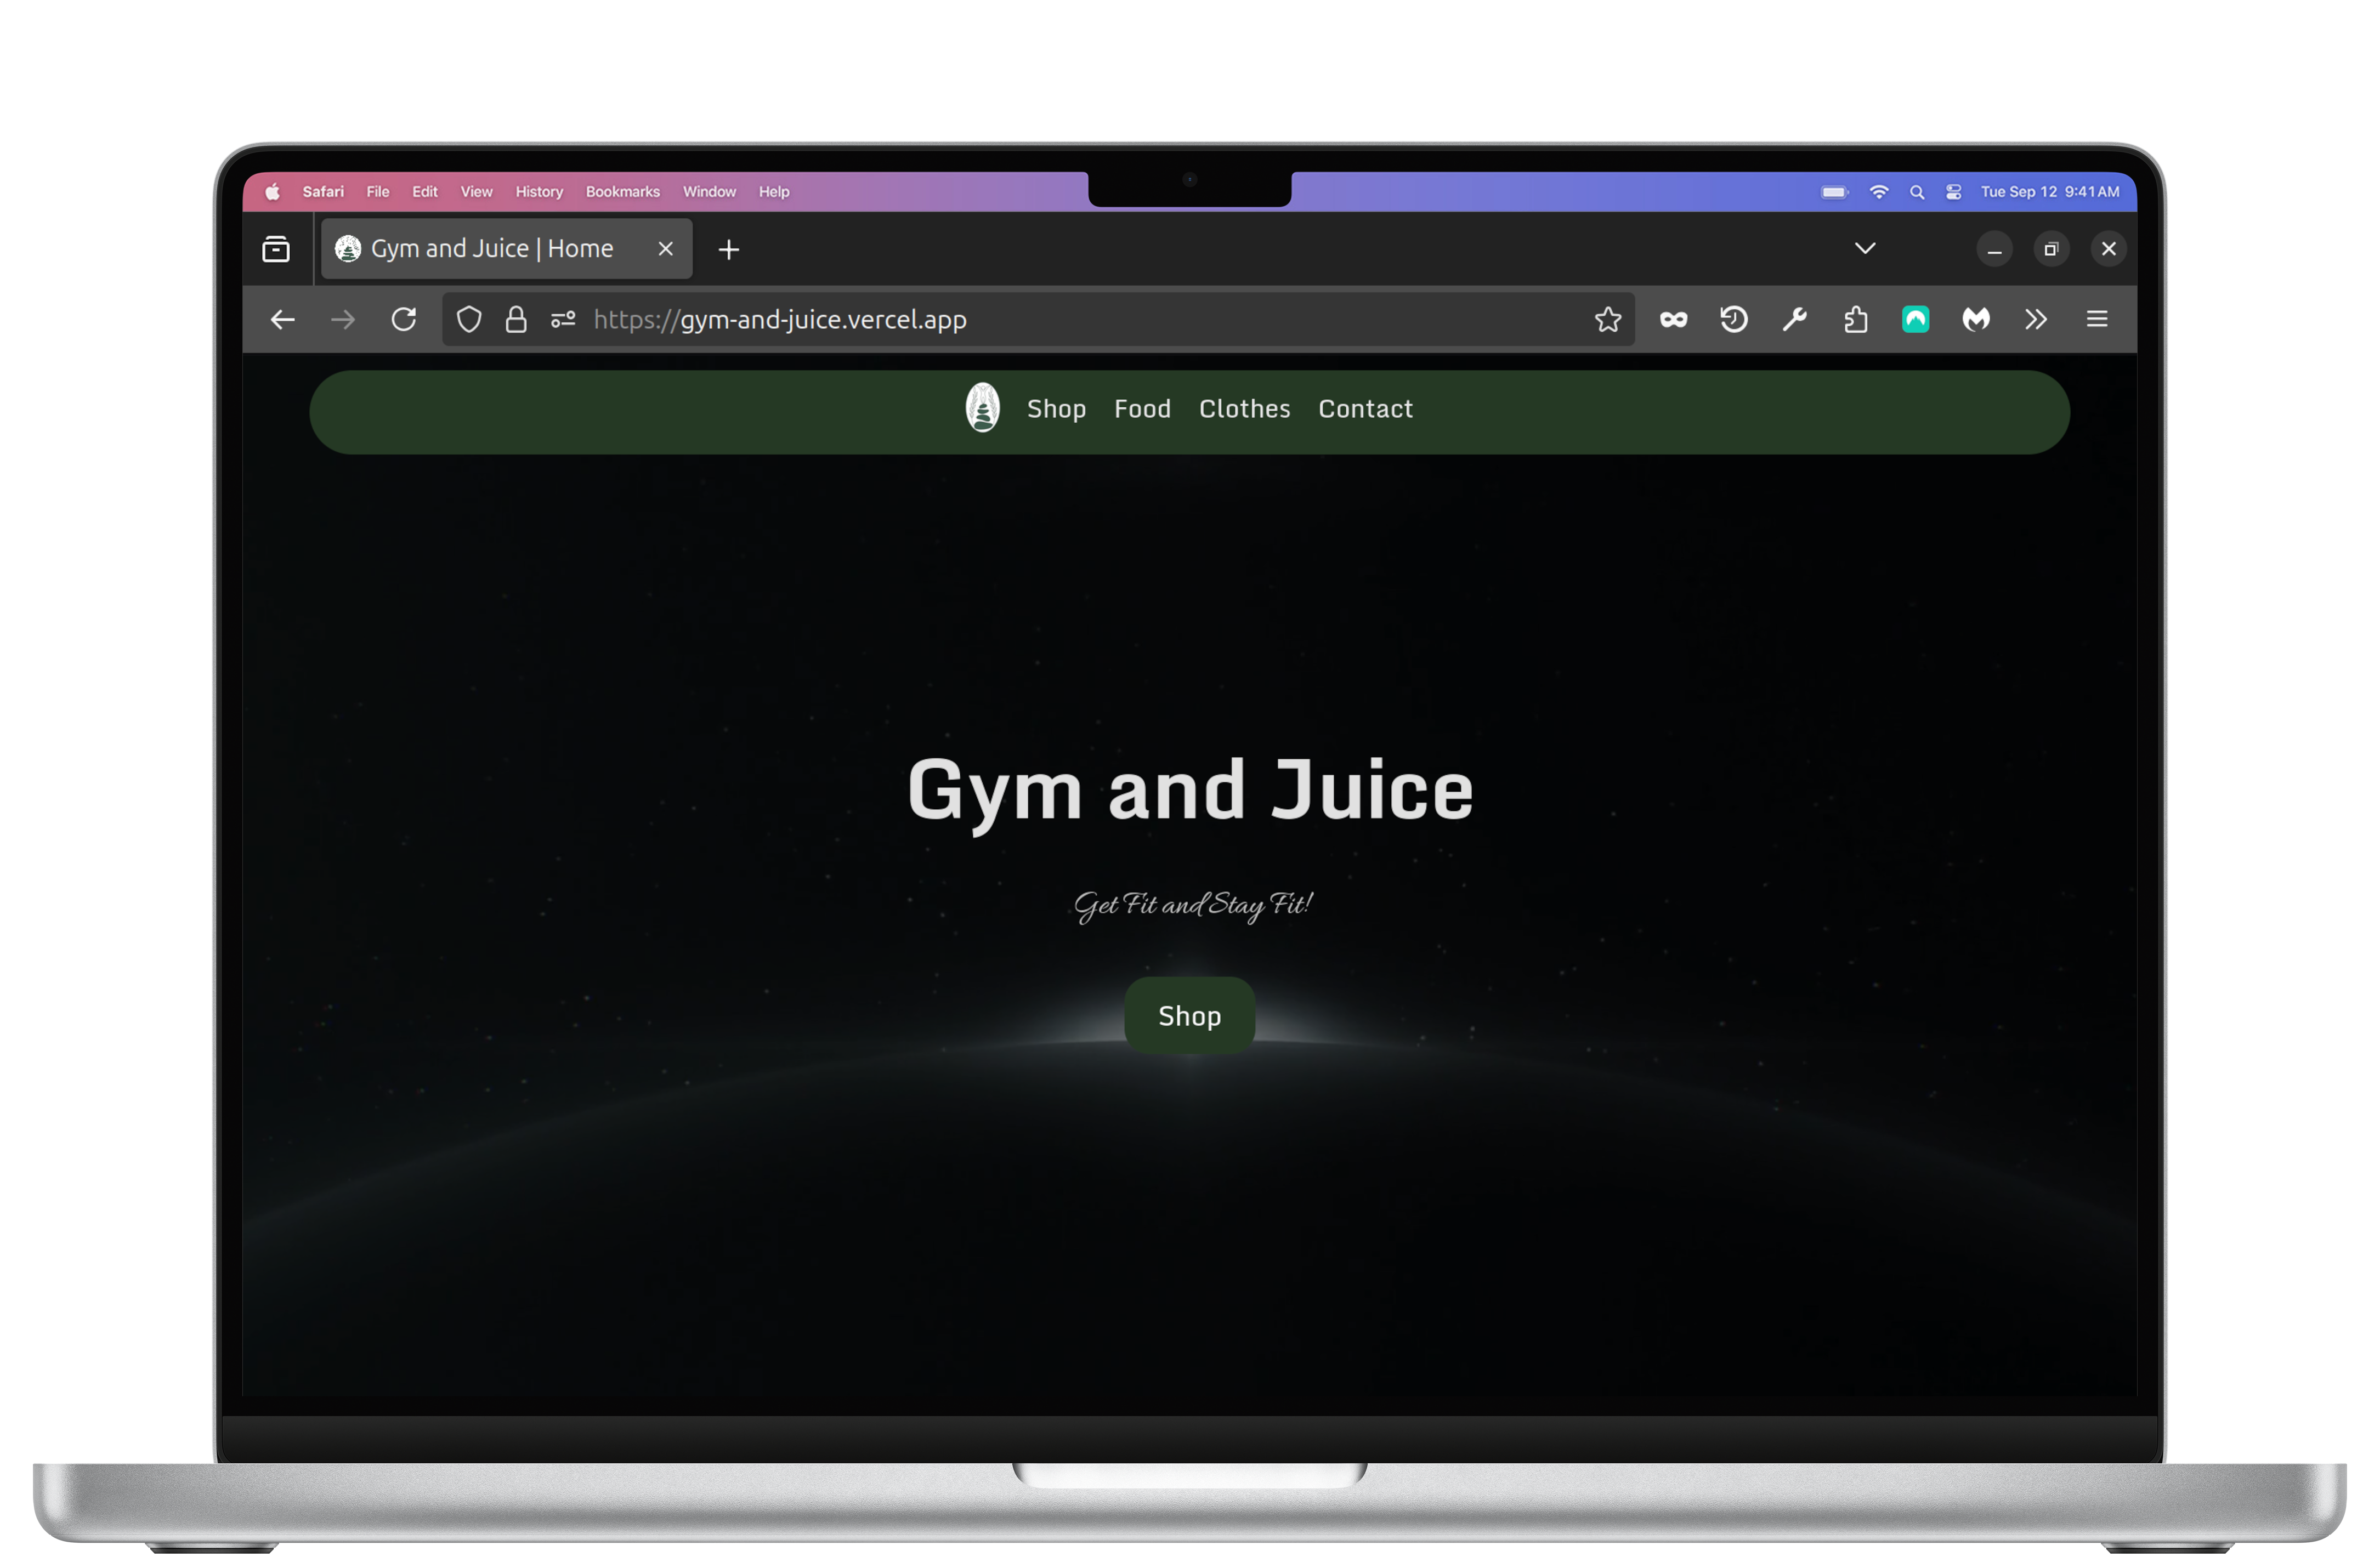 Safari File Edit View History Bookmarks Window Help Tue Sep 12 9:41 AM
Gym and Juice | Home
https://gym-and-juice.vercel.app
Shop Food Clothes Contact
Gym and Juice
Get Fit and Stay Fit!
Shop